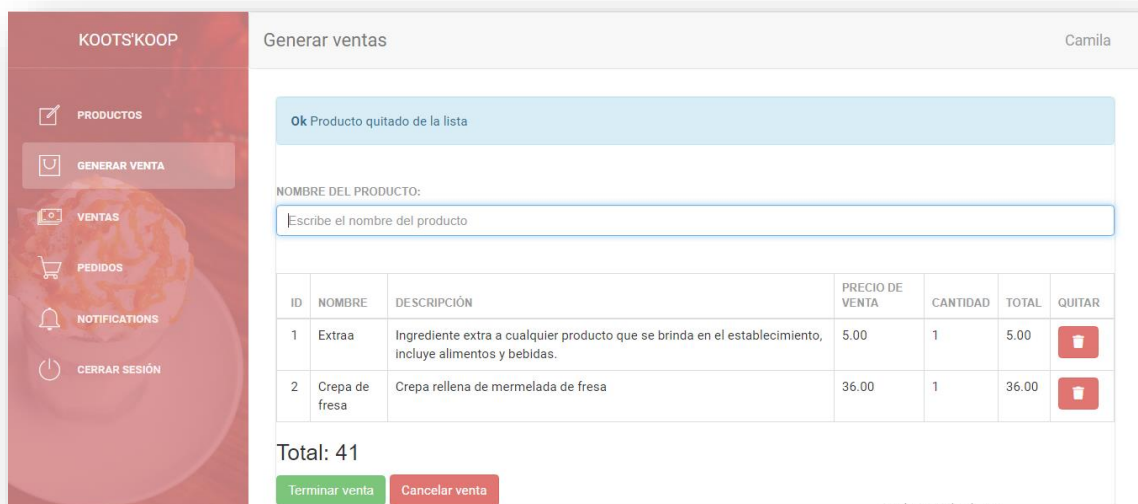 KOOTS'KOOP
Generar ventas
Camila
PRODUCTOS
GENERAR VENTA
VENTAS
PEDIDOS
NOTIFICATIONS
CERRAR SESIÓN
Ok Producto quitado de la lista
NOMBRE DEL PRODUCTO:
Escribe el nombre del producto
ID NOMBRE DESCRIPCIÓN PRECIO DE VENTA CANTIDAD TOTAL QUITAR
1 Extraa Ingrediente extra a cualquier producto que se brinda en el establecimiento, 5.00 1 5.00
incluye alimentos y bebidas.
2 Crepa de Crepa rellena de mermelada de fresa 36.00 1 36.00
fresa
Total: 41
Terminar venta Cancelar venta